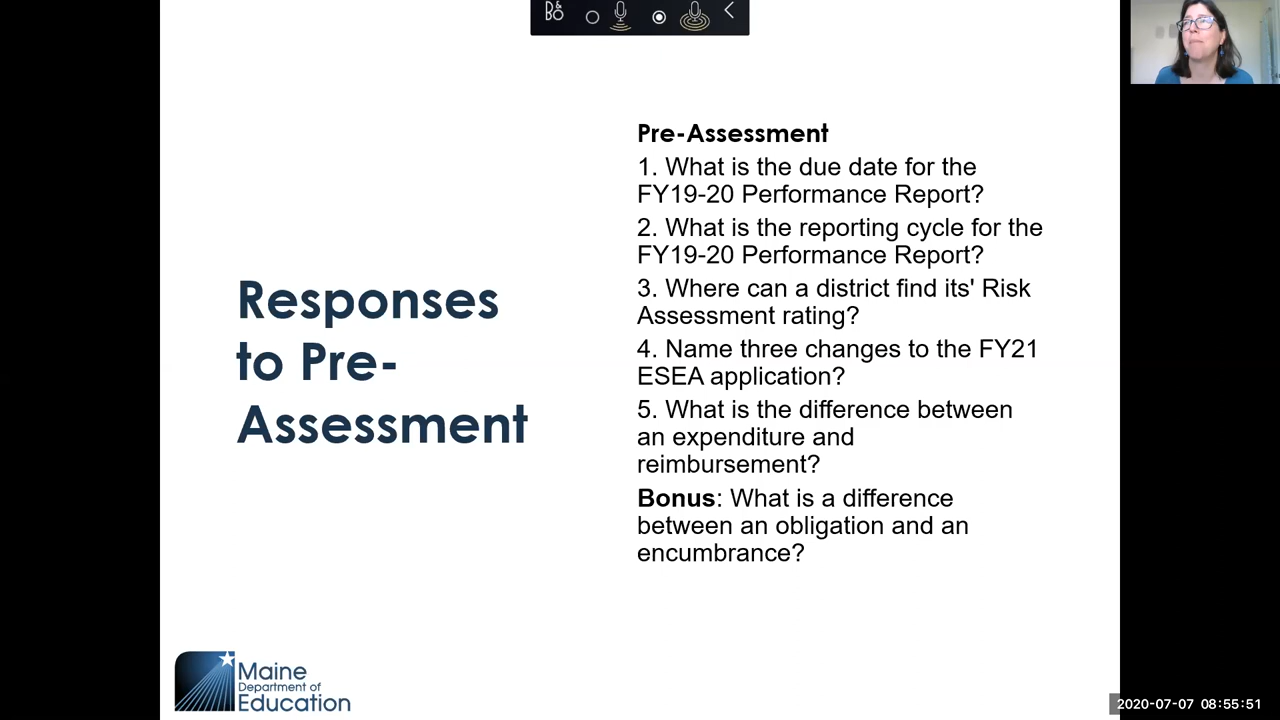 B&O
Pre-Assessment
1. What is the due date for the
FY19-20 Performance Report?
2. What is the reporting cycle for the
FY19-20 Performance Report?
3. Where can a district find its' Risk
Assessment rating?
4. Name three changes to the FY21
ESEA application?
5. What is the difference between
an expenditure and
reimbursement?
Bonus: What is a difference
between an obligation and an
encumbrance?
Responses
to Pre-
Assessment
Maine
Department of
Education
2020-07-07 08:55:51